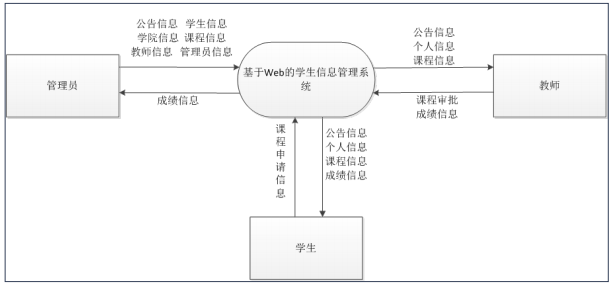 公告信息 学生信息
学院信息 课程信息
教师信息 管理员信息
管理员
成绩信息
基于Web的学生信息管理系
统
公告信息
个人信息
课程信息
教师
课程审批
成绩信息
课
程
申
请
信
息
公告信息
个人信息
课程信息
成绩信息
学生